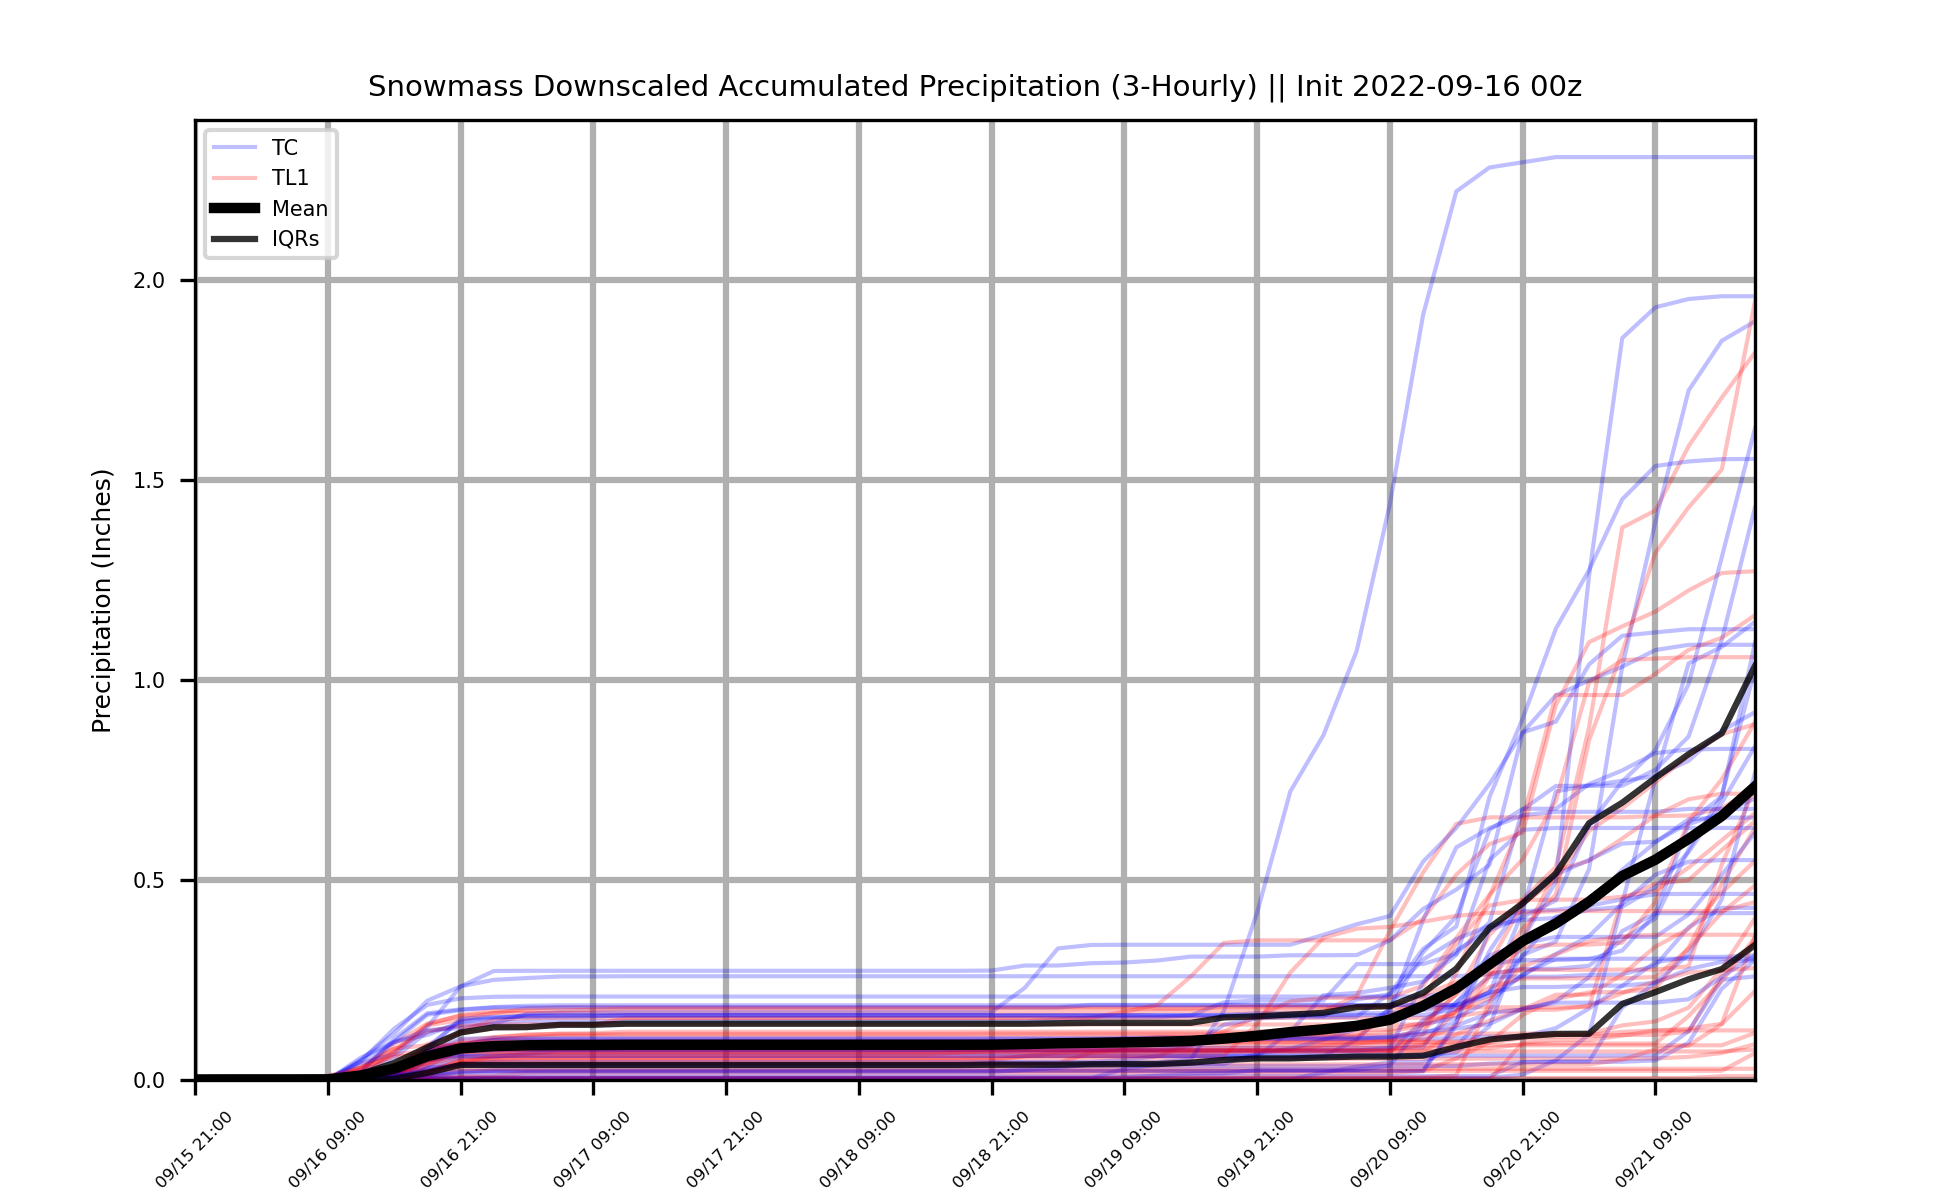 Snowmass Downscaled Accumulated Precipitation (3-Hourly) || Init 2022-09-16 00z
TC
TL1
Mean
IQRs
Precipitation (Inches)
2.0
1.5
1.0
0.5
0.0
09/15 21:00
09/16 09:00
09/16 21:00
09/17 09:00
09/17 21:00
09/18 09:00
09/18 21:00
09/19 09:00
09/19 21:00
09/20 09:00
09/20 21:00
09/21 09:00